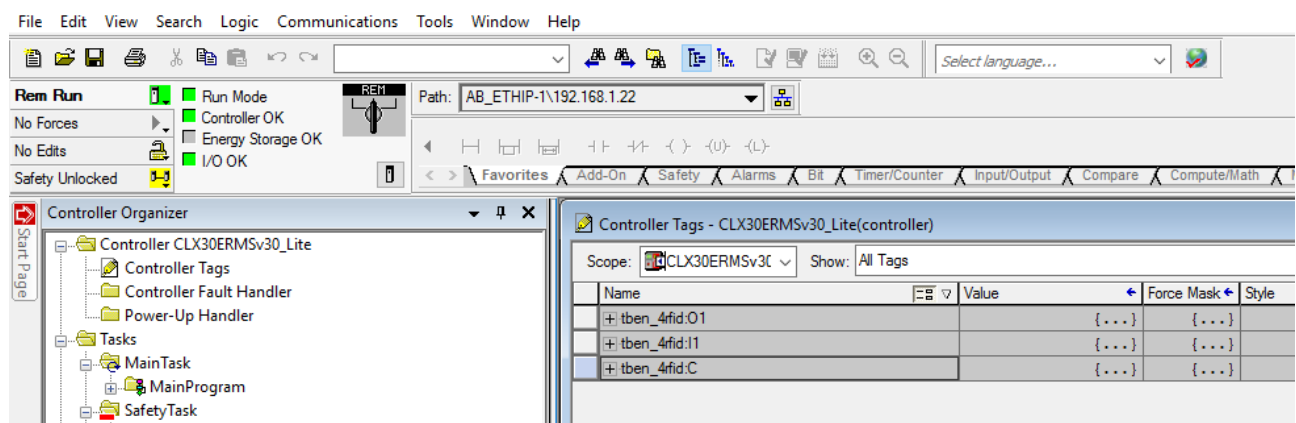 File Edit View Search Logic Communications Tools Window Help
Select language...
Rem Run
Run Mode
REM
Path: AB_ETHIP-1\192.168.1.22
No Forces
Controller OK
No Edits
Energy Storage OK
Safety Unlocked
I/O OK
-(U)- -(L)-
Favorites Add-On Safety Alarms Bit Timer/Counter Input/Output Compare Compute/Math
Start Page
Controller Organizer
Controller CLX30ERMSv30_Lite
Controller Tags
Controller Fault Handler
Power-Up Handler
Tasks
MainTask
MainProgram
SafetyTask
Controller Tags - CLX30ERMSv30_Lite(controller)
Scope: CLX30ERMSv30 Show: All Tags
Name Value Force Mask Style
tben_4rfid:O1 {...} {...}
tben_4rfid:I1 {...} {...}
tben_4rfid:C {...} {...}